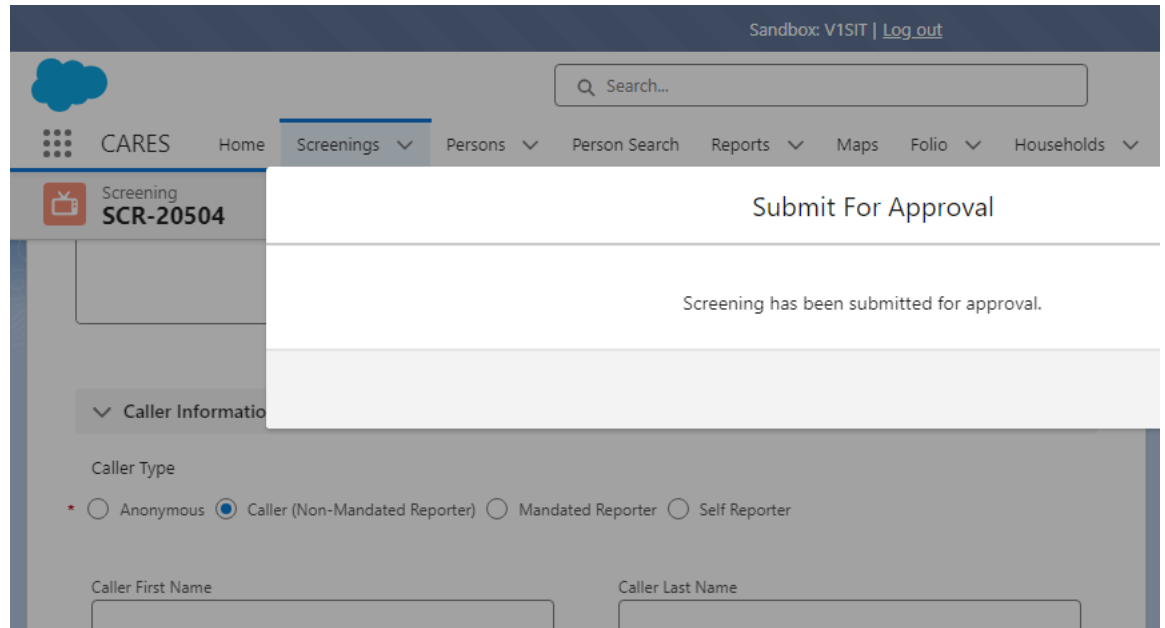 Sandbox: V1SIT | Log out
Search...
CARES Home Screenings Persons Person Search Reports Maps Folio Households
Screening
SCR-20504
Submit For Approval
Screening has been submitted for approval.
Caller Informatio
Caller Type
* Anonymous Caller (Non-Mandated Reporter) Mandated Reporter Self Reporter
Caller First Name Caller Last Name